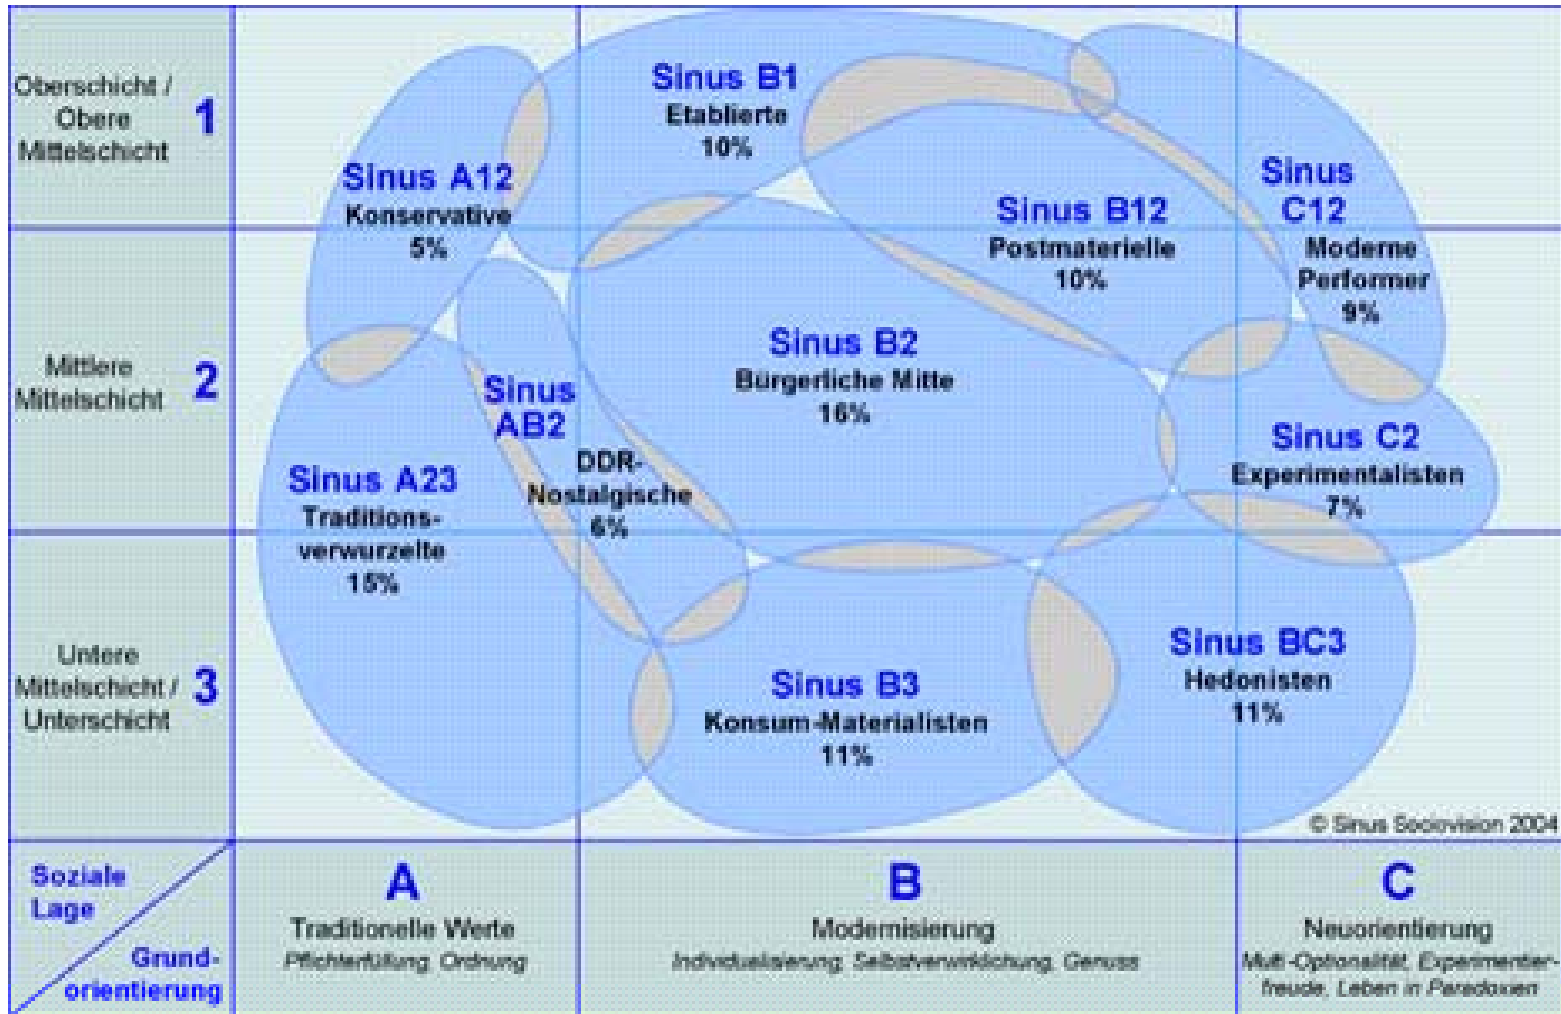 Oberschicht /
Obere
Mittelschicht
1
Mittlere
Mittelschicht
2
Untere
Mittelschicht /
Unterschicht
3
Sinus B1
Etablierte
10%
Sinus A12
Konservative
5%
Sinus B12
Postmaterielle
10%
Sinus
C12
Moderne
Performer
9%
Sinus B2
Bürgerliche Mitte
16%
Sinus
AB2
DDR-
Nostalgische
6%
Sinus A23
Traditions-
verwurzelte
15%
Sinus C2
Experimentalisten
7%
Sinus B3
Konsum-Materialisten
11%
Sinus BC3
Hedonisten
11%
© Sinus Sociovision 2004
Soziale
Lage
Grund-
orientierung
A
Traditionelle Werte
Pflichterfüllung, Ordnung
B
Modernisierung
Individualisierung, Selbstverwirklichung, Genuss
C
Neuorientierung
Multi-Optionalität, Experimentier-
freude, Leben in Paradoxien